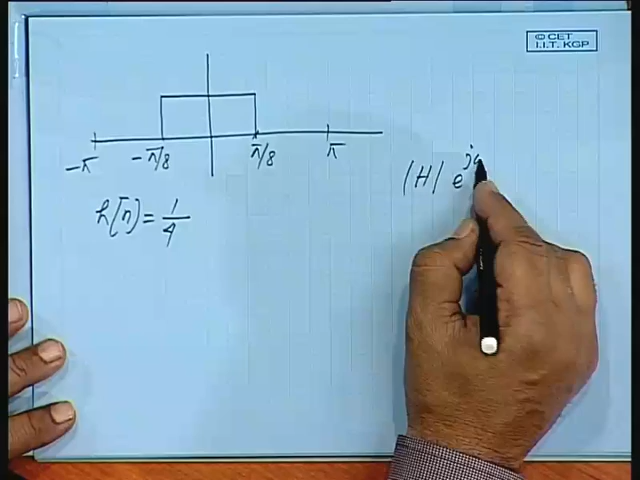 © CET
I.I.T. KGP
-π -π/8 π/8 π
|H| e^j
h[n] = 1/4